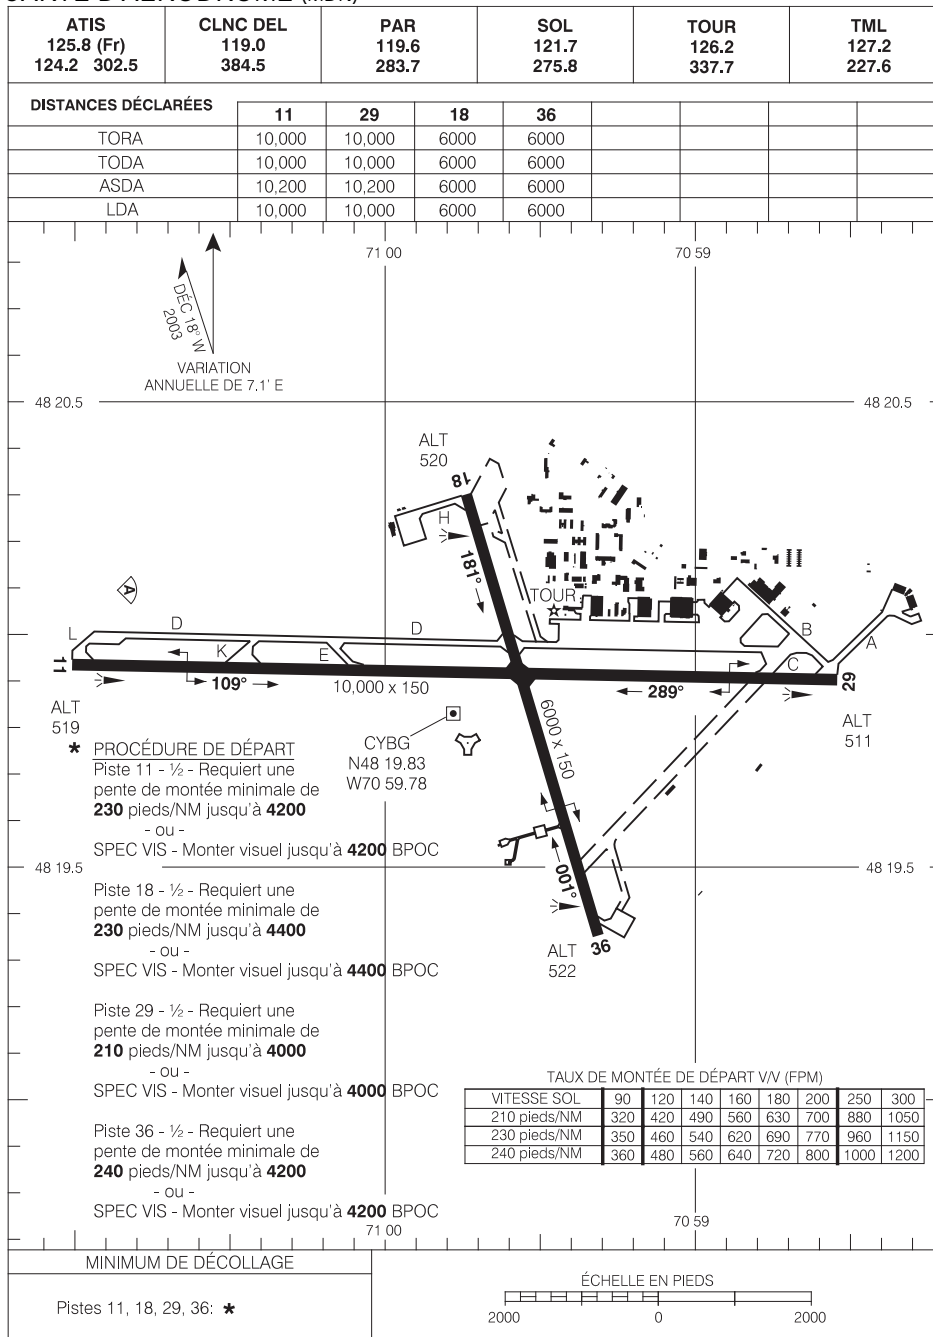 ATIS
125.8 (Fr)
124.2 302.5
CLNC DEL
119.0
384.5
PAR
119.6
283.7
SOL
121.7
275.8
TOUR
126.2
337.7
TML
127.2
227.6
DISTANCES DÉCLARÉES 11 29 18 36
TORA 10,000 10,000 6000 6000
TODA 10,000 10,000 6000 6000
ASDA 10,200 10,200 6000 6000
LDA 10,000 10,000 6000 6000
71 00 70 59
DÉC 18° W
2003
VARIATION
ANNUELLE DE 7.1' E
48 20.5 48 20.5
ALT
520
18
H
181°
TOUR
A
L D D
K E
B
A
C
11
109°
10,000 x 150
289°
29
ALT
519
ALT
511
6000 x 150
CYBG
N48 19.83
W70 59.78
* PROCÉDURE DE DÉPART
Piste 11 - ½ - Requiert une
pente de montée minimale de
230 pieds/NM jusqu'à 4200
- ou -
SPEC VIS - Monter visuel jusqu'à 4200 BPOC
48 19.5 48 19.5
001°
36
ALT
522
Piste 18 - ½ - Requiert une
pente de montée minimale de
230 pieds/NM jusqu'à 4400
- ou -
SPEC VIS - Monter visuel jusqu'à 4400 BPOC
Piste 29 - ½ - Requiert une
pente de montée minimale de
210 pieds/NM jusqu'à 4000
- ou -
SPEC VIS - Monter visuel jusqu'à 4000 BPOC
Piste 36 - ½ - Requiert une
pente de montée minimale de
240 pieds/NM jusqu'à 4200
- ou -
SPEC VIS - Monter visuel jusqu'à 4200 BPOC
TAUX DE MONTÉE DE DÉPART V/V (FPM)
VITESSE SOL 90 120 140 160 180 200 250 300
210 pieds/NM 320 420 490 560 630 700 880 1050
230 pieds/NM 350 460 540 620 690 770 960 1150
240 pieds/NM 360 480 560 640 720 800 1000 1200
71 00 70 59
MINIMUM DE DÉCOLLAGE
Pistes 11, 18, 29, 36: *
ÉCHELLE EN PIEDS
2000 0 2000